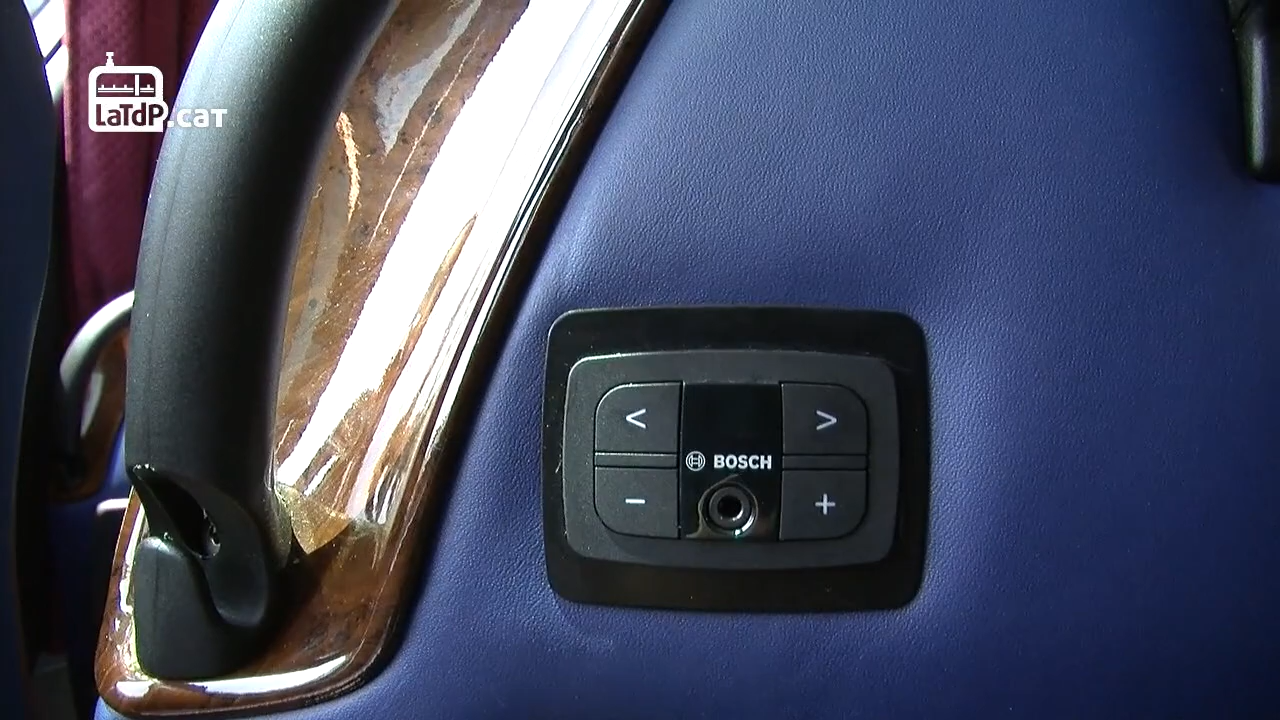 LaTdP.cat
< >
BOSCH
− +